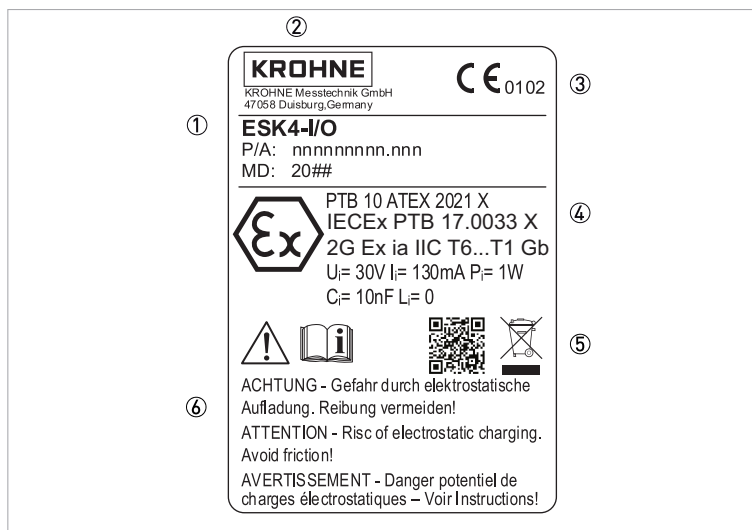 ②
KROHNE
KROHNE Messtechnik GmbH
47058 Duisburg,Germany
CE 0102
③
①
ESK4-I/O
P/A: nnnnnnnnn.nnn
MD: 20##
Ex
PTB 10 ATEX 2021 X
IECEx PTB 17.0033 X
④
2G Ex ia IIC T6...T1 Gb
Ui= 30V Ii= 130mA Pi= 1W
Ci= 10nF Li= 0
i
⑤
ACHTUNG - Gefahr durch elektrostatische
⑥
Aufladung. Reibung vermeiden!
ATTENTION - Risk of electrostatic charging.
Avoid friction!
AVERTISSEMENT - Danger potentiel de
charges électrostatiques – Voir Instructions!